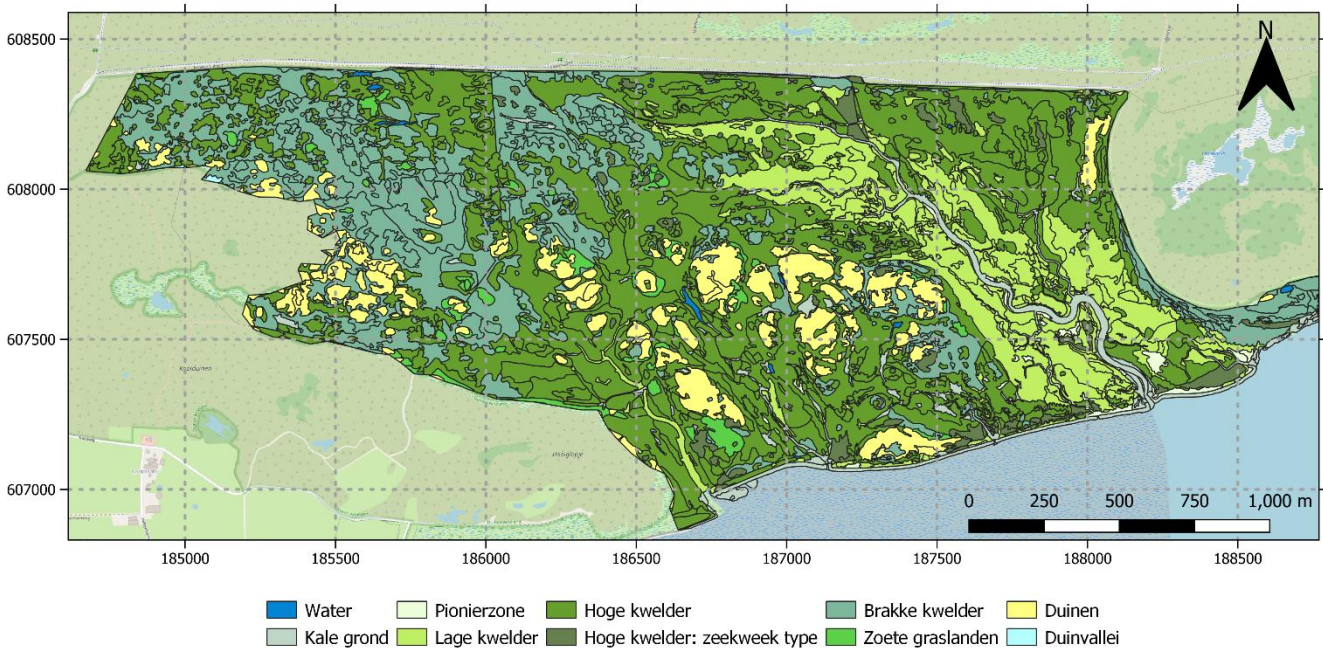 608500
N
608000
607500
Kooiduinen
607000
0 250 500 750 1,000 m
185000 185500 186000 186500 187000 187500 188000 188500
Water Pionierzone Hoge kwelder Brakke kwelder Duinen
Kale grond Lage kwelder Hoge kwelder: zeekweek type Zoete graslanden Duinvallei